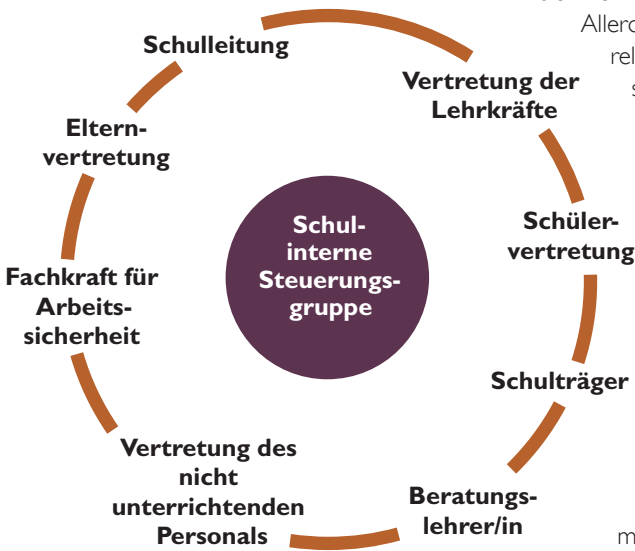 Schulleitung
Vertretung der
Lehrkräfte
Schüler-
vertretung
Schulträger
Beratungs-
lehrer/in
Vertretung des
nicht
unterrichtenden
Personals
Fachkraft für
Arbeits-
sicherheit
Eltern-
vertretung
Schul-
interne
Steuerungs-
gruppe